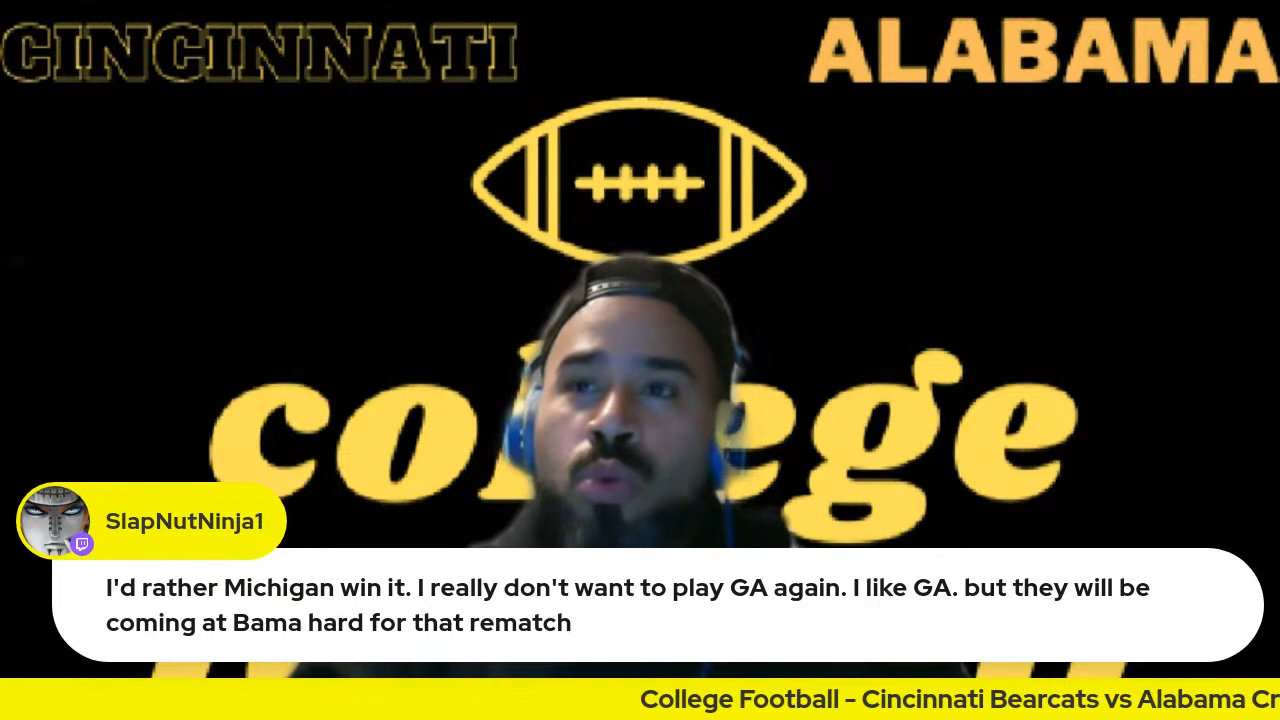 CINCINNATI
ALABAMA
college
SlapNutNinja1
I'd rather Michigan win it. I really don't want to play GA again. I like GA. but they will be
coming at Bama hard for that rematch
College Football - Cincinnati Bearcats vs Alabama Cr